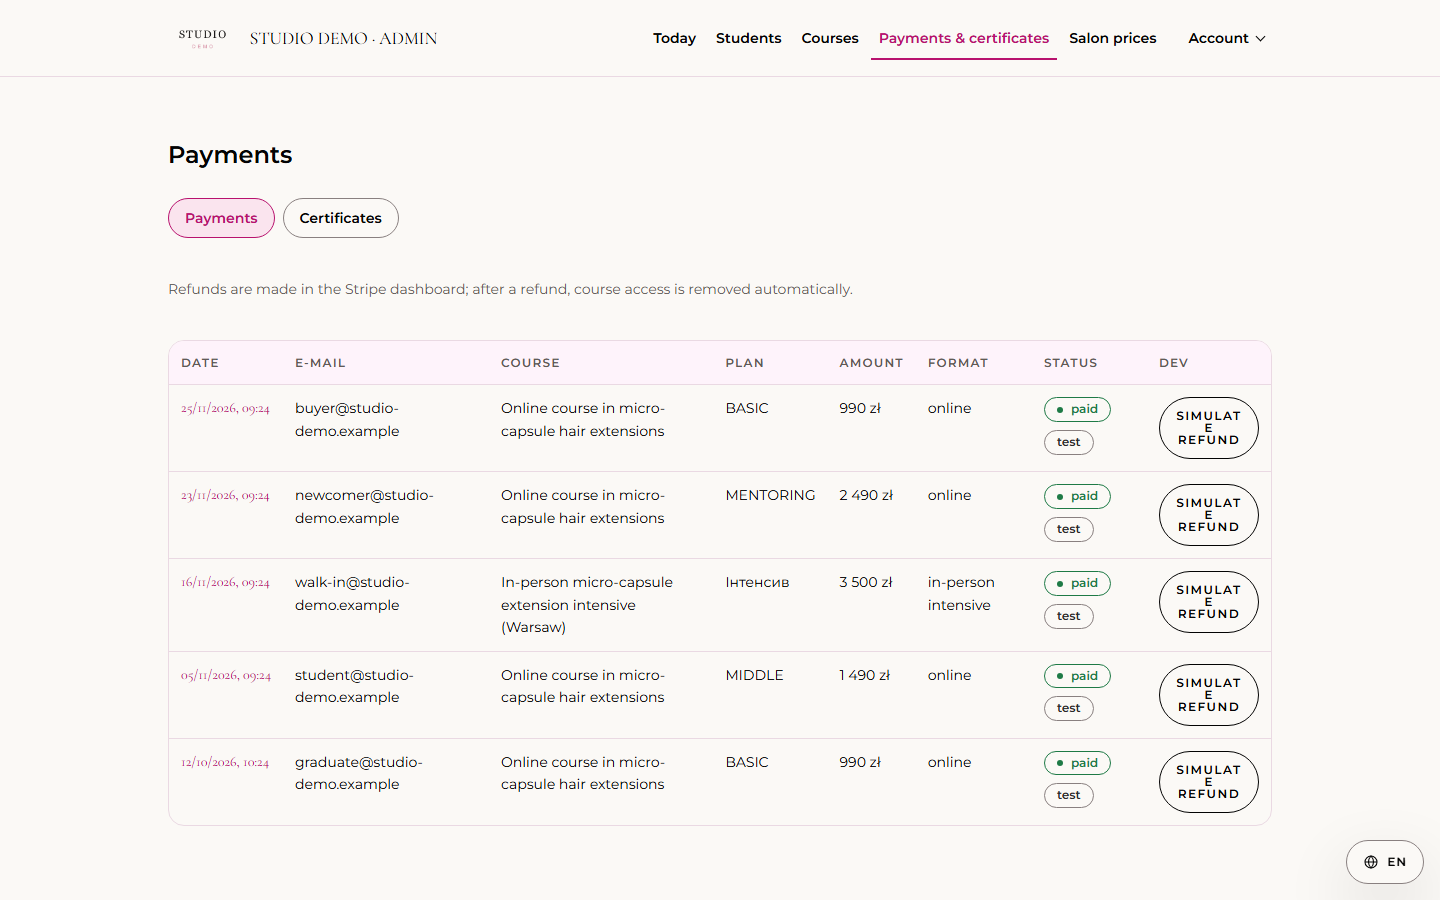 STUDIO
DEMO
STUDIO DEMO · ADMIN
Today Students Courses Payments & certificates Salon prices Account
Payments
Payments Certificates
Refunds are made in the Stripe dashboard; after a refund, course access is removed automatically.
DATE E-MAIL COURSE PLAN AMOUNT FORMAT STATUS DEV
25/11/2026, 09:24 buyer@studio- Online course in micro- BASIC 990 zł online paid SIMULAT
demo.example capsule hair extensions test E
REFUND
23/11/2026, 09:24 newcomer@studio- Online course in micro- MENTORING 2 490 zł online paid SIMULAT
demo.example capsule hair extensions test E
REFUND
16/11/2026, 09:24 walk-in@studio- In-person micro-capsule Інтенсив 3 500 zł in-person paid SIMULAT
demo.example extension intensive intensive test E
(Warsaw) REFUND
05/11/2026, 09:24 student@studio- Online course in micro- MIDDLE 1 490 zł online paid SIMULAT
demo.example capsule hair extensions test E
REFUND
12/10/2026, 10:24 graduate@studio- Online course in micro- BASIC 990 zł online paid SIMULAT
demo.example capsule hair extensions test E
REFUND
EN